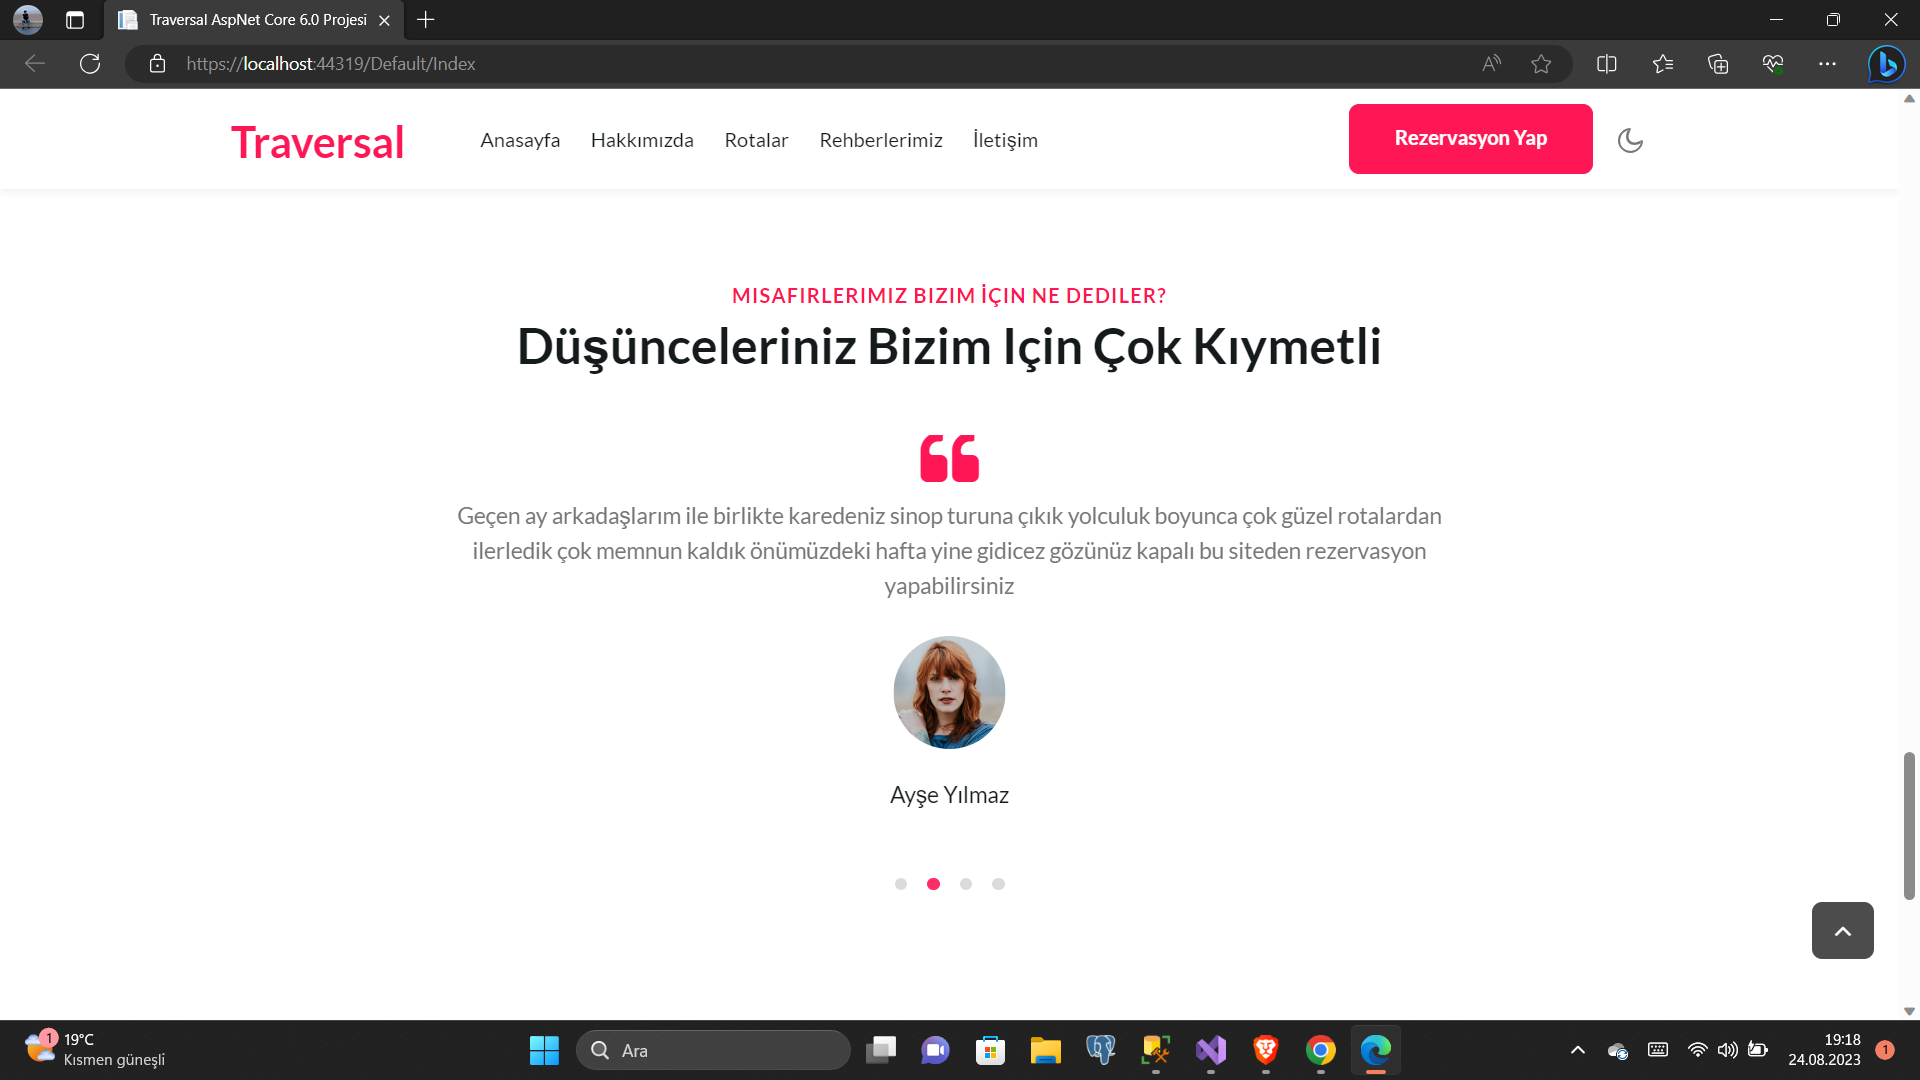 Traversal AspNet Core 6.0 Projesi
https://localhost:44319/Default/Index
Traversal
Anasayfa
Hakkımızda
Rotalar
Rehberlerimiz
İletişim
Rezervasyon Yap
MISAFIRLERIMIZ BIZIM İÇIN NE DEDILER?
Düşünceleriniz Bizim Için Çok Kıymetli
Geçen ay arkadaşlarım ile birlikte karedeniz sinop turuna çıkık yolculuk boyunca çok güzel rotalardan
ilerledik çok memnun kaldık önümüzdeki hafta yine gidicez gözünüz kapalı bu siteden rezervasyon
yapabilirsiniz
Ayşe Yılmaz
1
19°C
Kısmen güneşli
Ara
19:18
24.08.2023
1